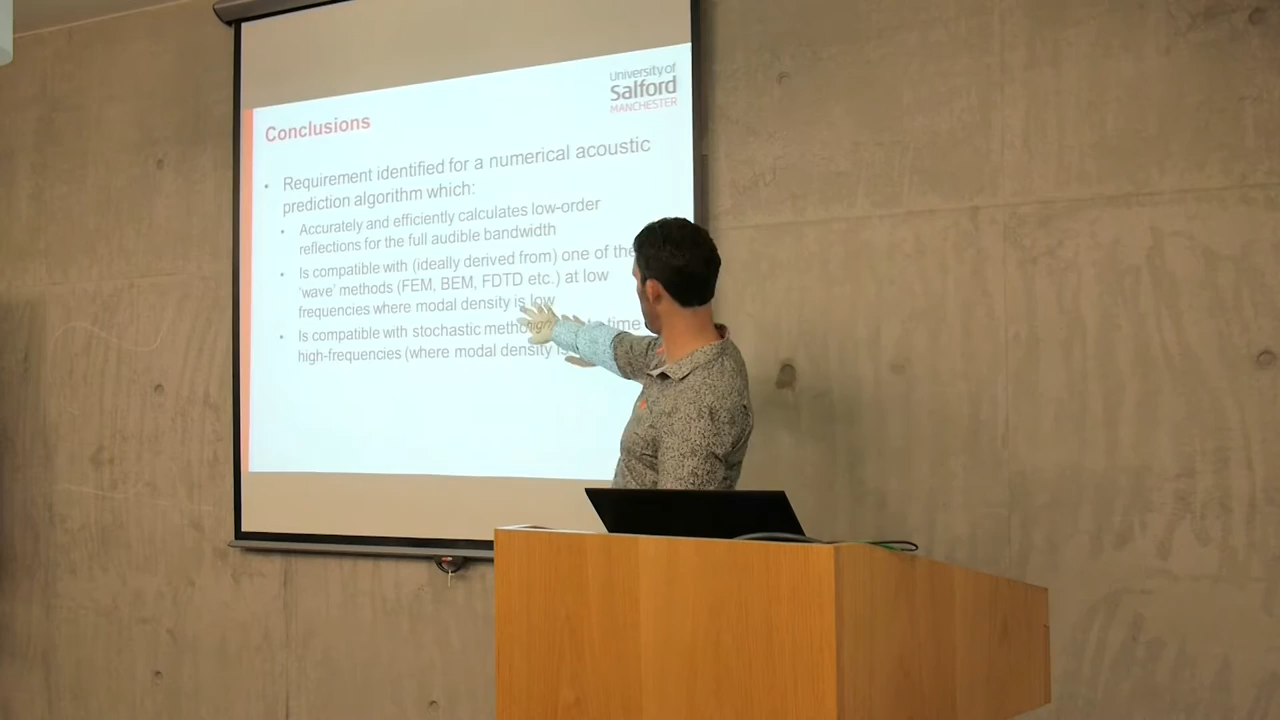 University of
Salford
MANCHESTER
Conclusions
• Requirement identified for a numerical acoustic
prediction algorithm which:
• Accurately and efficiently calculates low-order
reflections for the full audible bandwidth
• Is compatible with (ideally derived from) one of the
'wave' methods (FEM, BEM, FDTD etc.) at low
frequencies where modal density is low
• Is compatible with stochastic time
high-frequencies (where modal density is high